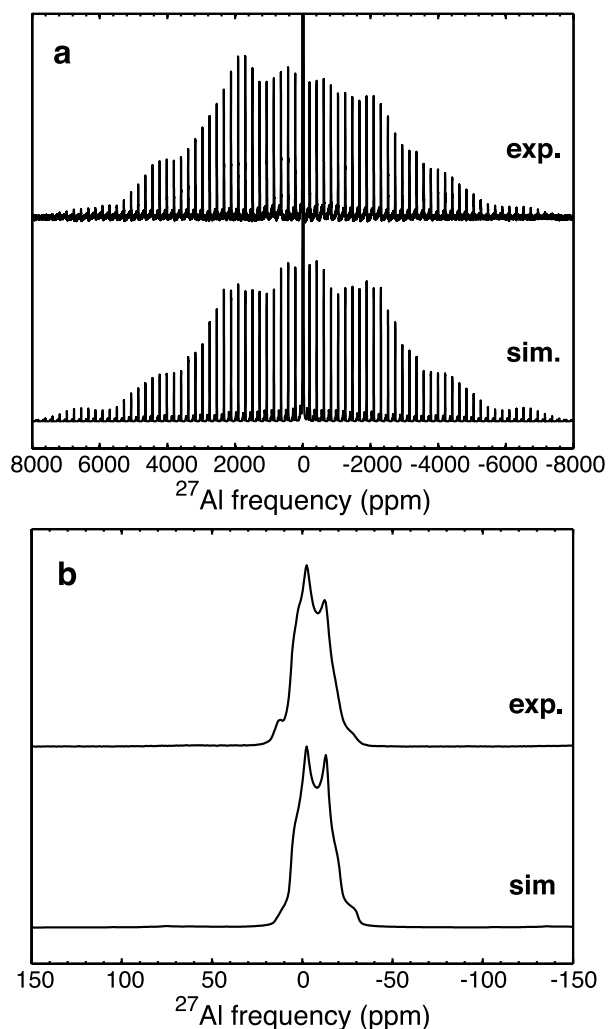 a
exp.
sim.
8000 6000 4000 2000 0 -2000 -4000 -6000 -8000
27Al frequency (ppm)
b
exp.
sim
150 100 50 0 -50 -100 -150
27Al frequency (ppm)